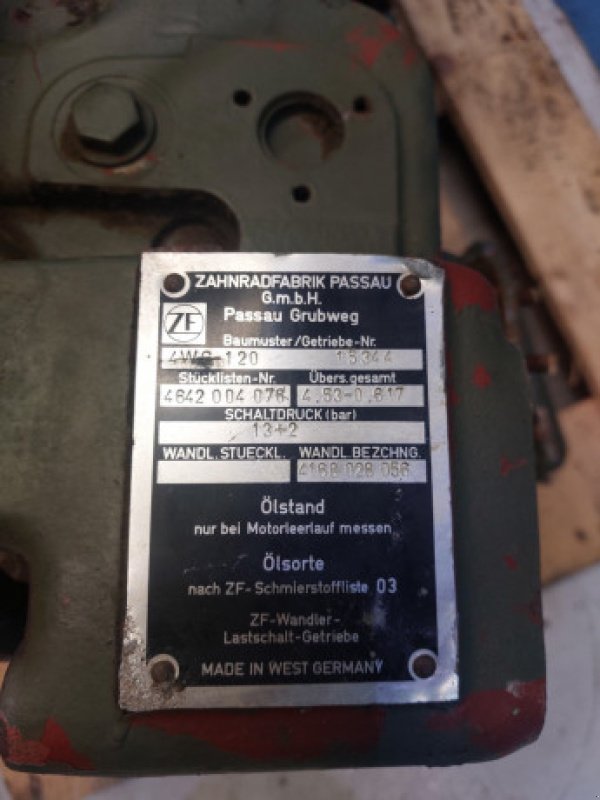 ZAHNRADFABRIK PASSAU
G.m.b.H.
Passau Grubweg
ZF
Baumuster/Getriebe-Nr.
4WG-120 15344
Stücklisten-Nr. Übers.gesamt
4642 004 076 4,53-0,617
SCHALTDRUCK (bar)
13+2
WANDL. STUECKL. WANDL. BEZCHNG.
4168 028 056
Ölstand
nur bei Motorleerlauf messen
Ölsorte
nach ZF-Schmierstoffliste 03
ZF-Wandler-
Lastschalt-Getriebe
MADE IN WEST GERMANY